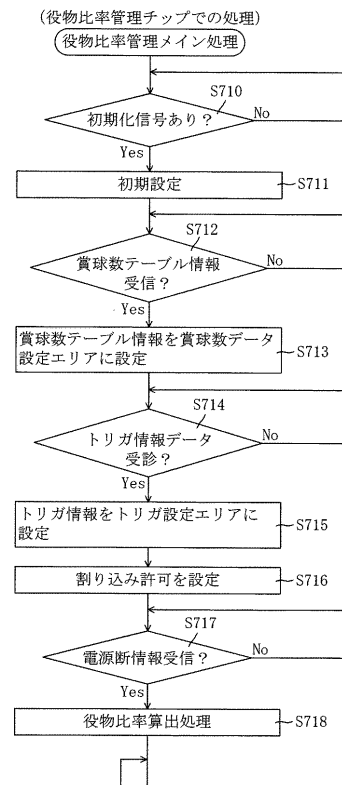 (役物比率管理チップでの処理)
役物比率管理メイン処理
S710
初期化信号あり？
No
Yes
初期設定
S711
S712
賞球数テーブル情報
受信？
No
Yes
賞球数テーブル情報を賞球数データ
設定エリアに設定
S713
S714
トリガ情報データ
受診？
No
Yes
トリガ情報をトリガ設定エリアに
設定
S715
割り込み許可を設定
S716
S717
電源断情報受信？
No
Yes
役物比率算出処理
S718